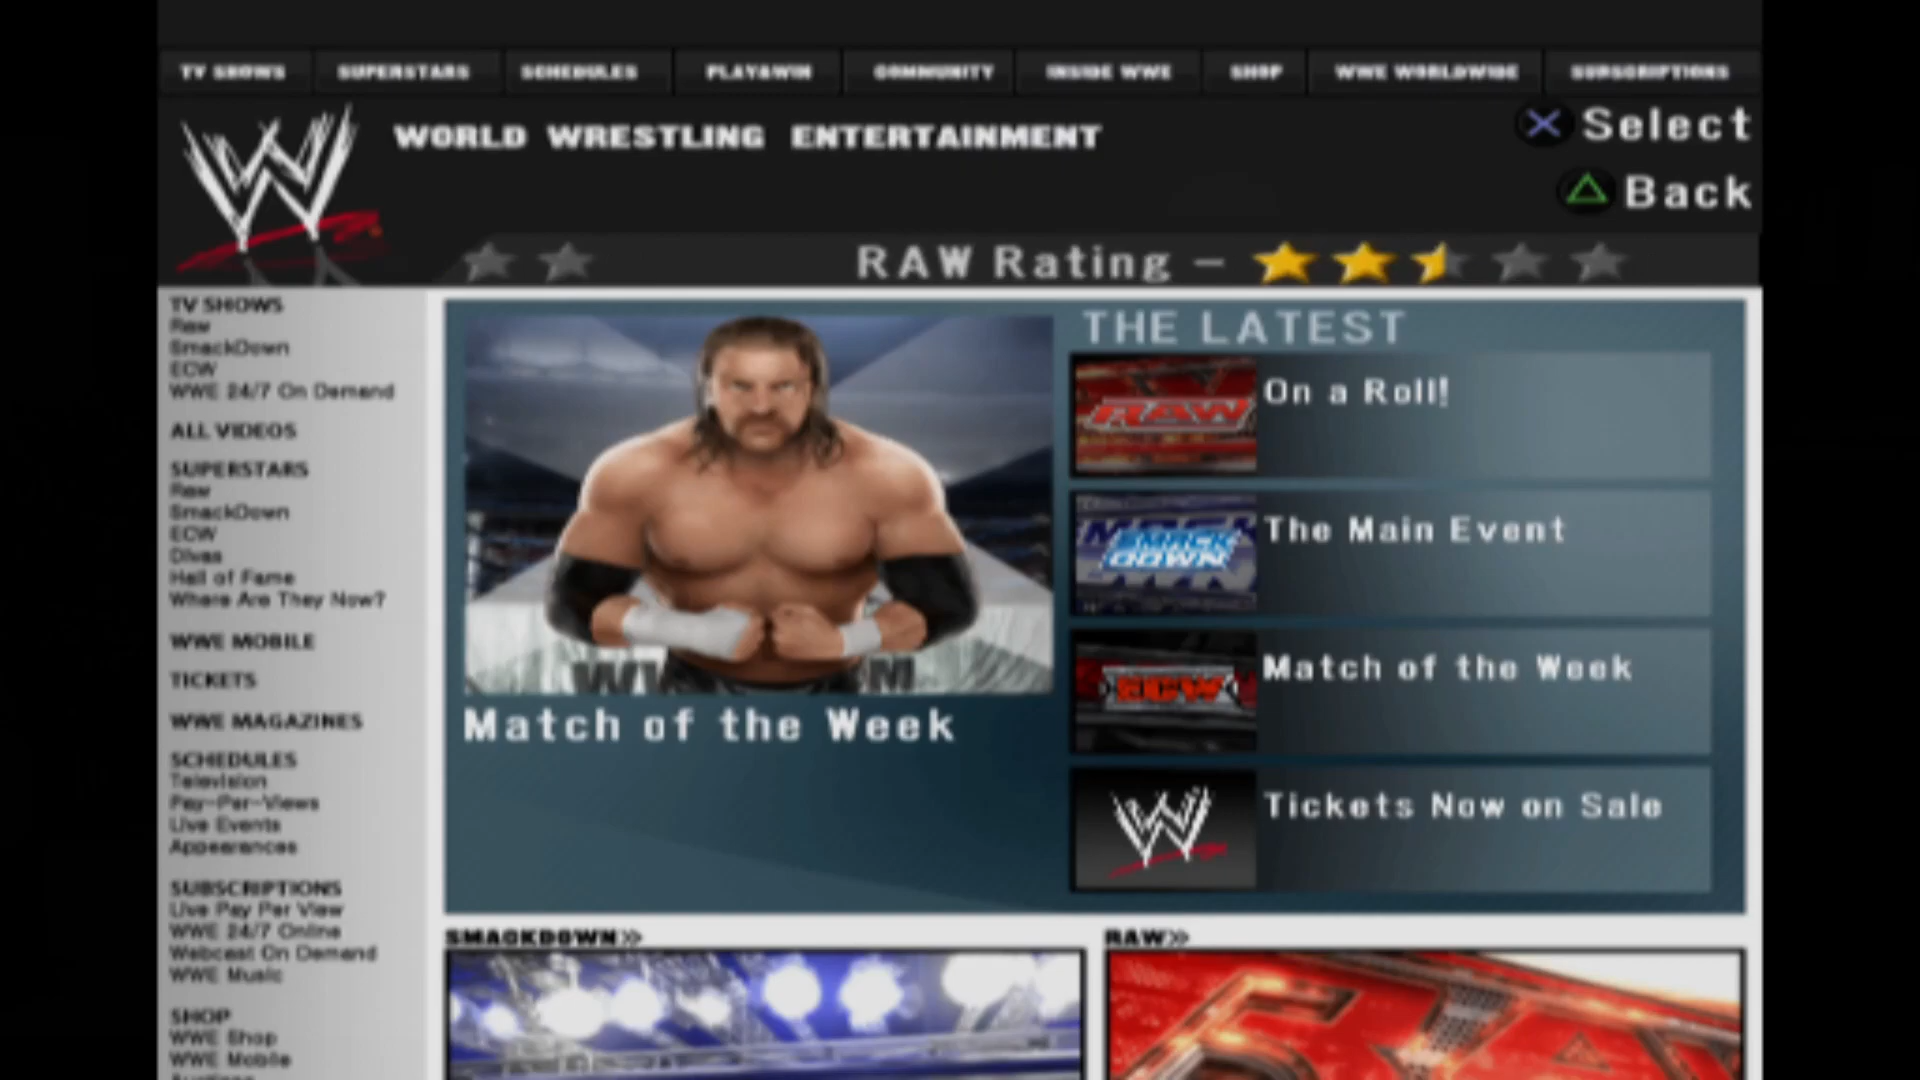 TV SHOWS SUPERSTARS SCHEDULES PLAY&WIN COMMUNITY INSIDE WWE SHOP WWE WORLDWIDE SUBSCRIPTIONS
WORLD WRESTLING ENTERTAINMENT
Select
Back
RAW Rating –
TV SHOWS
Raw
SmackDown
ECW
WWE 24/7 On Demand
ALL VIDEOS
SUPERSTARS
Raw
SmackDown
ECW
Divas
Hall of Fame
Where Are They Now?
WWE MOBILE
TICKETS
WWE MAGAZINES
SCHEDULES
Television
Pay-Per-Views
Live Events
Appearances
SUBSCRIPTIONS
Live Pay Per View
WWE 24/7 Online
Webcast On Demand
WWE Music
SHOP
WWE Shop
WWE Mobile
Match of the Week
THE LATEST
RAW
On a Roll!
SMACK DOWN
The Main Event
ECW
Match of the Week
Tickets Now on Sale
SMACKDOWN>>
RAW>>